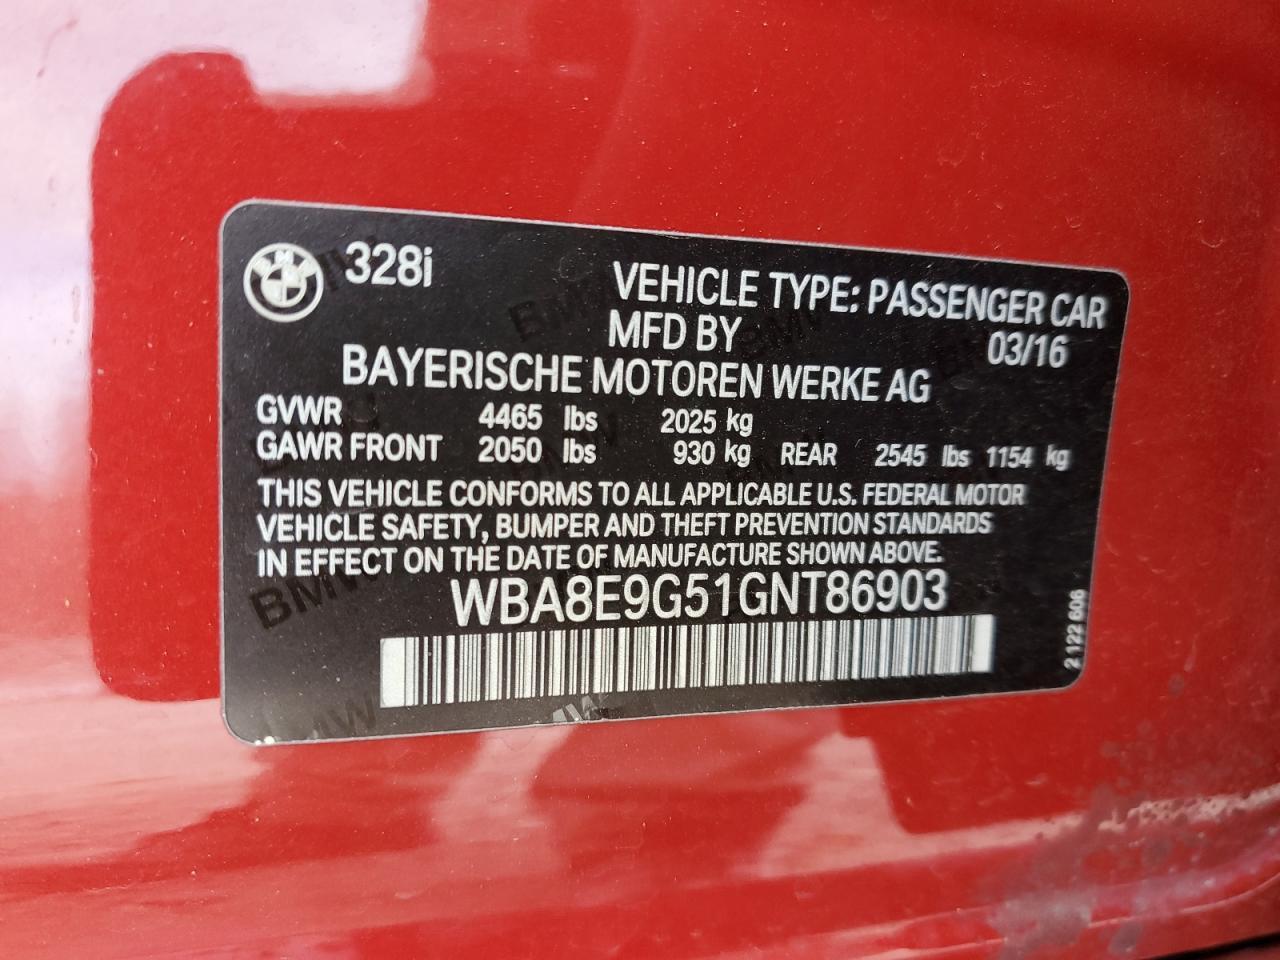 BMW 328i
VEHICLE TYPE: PASSENGER CAR
MFD BY 03/16
BAYERISCHE MOTOREN WERKE AG
GVWR 4465 lbs 2025 kg
GAWR FRONT 2050 lbs 930 kg REAR 2545 lbs 1154 kg
THIS VEHICLE CONFORMS TO ALL APPLICABLE U.S. FEDERAL MOTOR
VEHICLE SAFETY, BUMPER AND THEFT PREVENTION STANDARDS
IN EFFECT ON THE DATE OF MANUFACTURE SHOWN ABOVE.
WBA8E9G51GNT86903
2 122 606